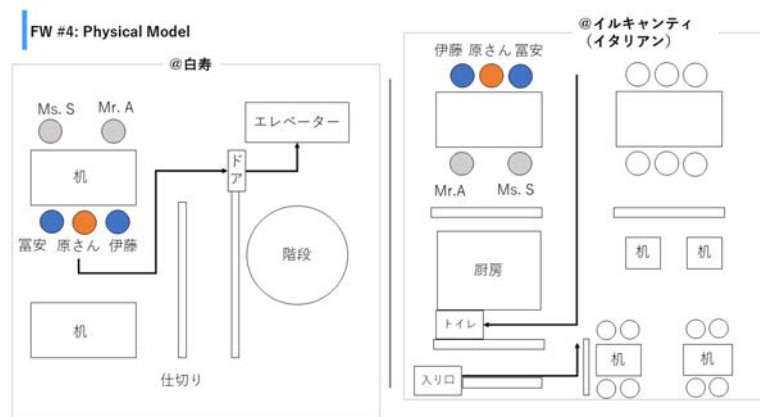 FW #4: Physical Model
@白寿
Ms. S
Mr. A
机
冨安
原さん
伊藤
机
仕切り
ドア
エレベーター
階段
@イルキャンティ
（イタリアン）
伊藤
原さん
冨安
Mr.A
Ms. S
厨房
トイレ
入り口
机
机
机
机